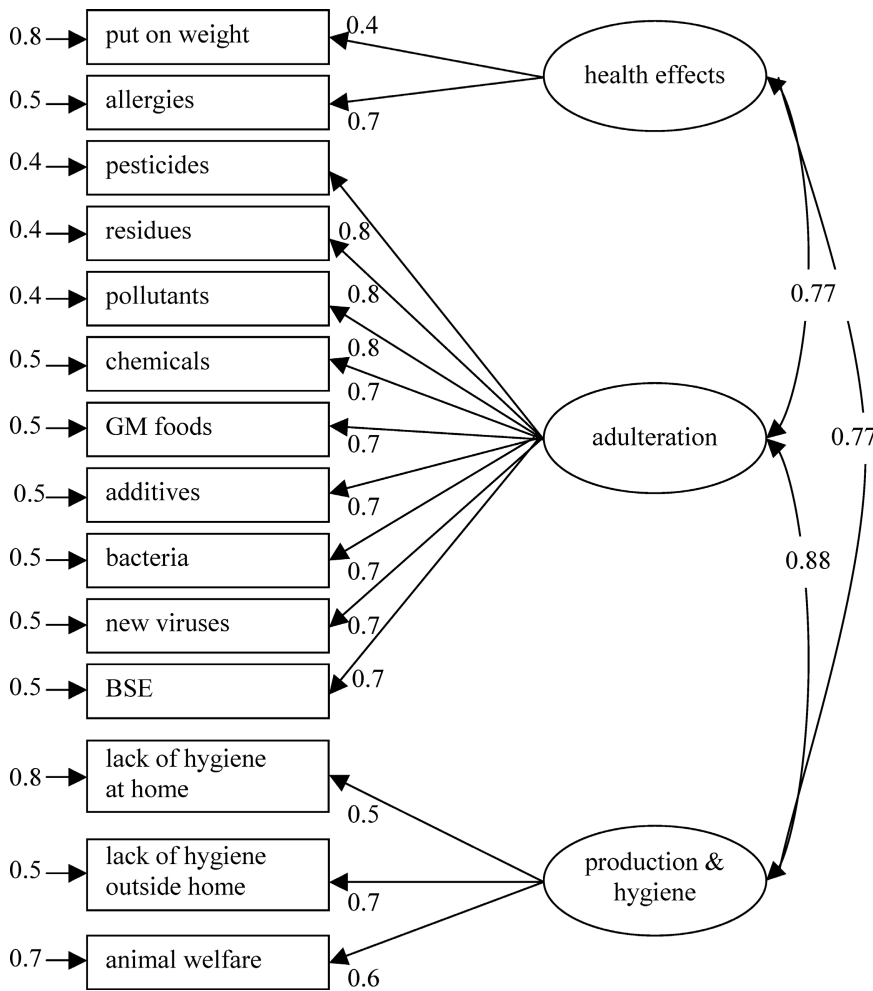 0.8
put on weight
0.4
health effects
0.5
allergies
0.7
0.4
pesticides
0.4
residues
0.8
0.4
pollutants
0.8
0.77
0.5
chemicals
0.8
0.7
0.5
GM foods
0.7
adulteration
0.77
0.5
additives
0.7
0.5
bacteria
0.7
0.88
0.5
new viruses
0.7
0.5
BSE
0.7
0.8
lack of hygiene
at home
0.5
0.5
lack of hygiene
outside home
0.7
production &
hygiene
0.7
animal welfare
0.6